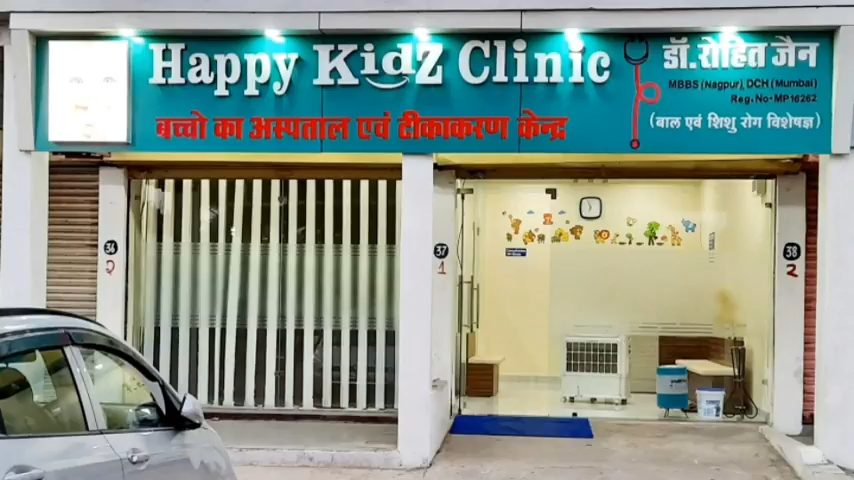 Happy KidZ Clinic
बच्चो का अस्पताल एवं टीकाकरण केन्द्र
डॉ. रोहित जैन
MBBS (Nagpur), DCH (Mumbai)
Reg. No-MP16262
(बाल एवं शिशु रोग विशेषज्ञ)
36
37
1
38
2